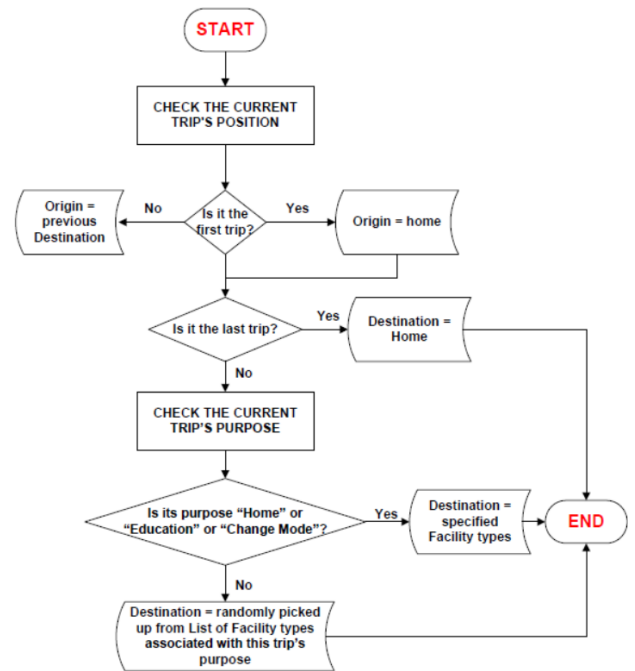 START
CHECK THE CURRENT
TRIP'S POSITION
Origin =
previous
Destination
No
Is it the
first trip?
Yes
Origin = home
Is it the last trip?
Yes
Destination =
Home
No
CHECK THE CURRENT
TRIP'S PURPOSE
Is its purpose “Home” or
“Education” or “Change Mode”?
Yes
Destination =
specified
Facility types
END
No
Destination = randomly picked
up from List of Facility types
associated with this trip's
purpose